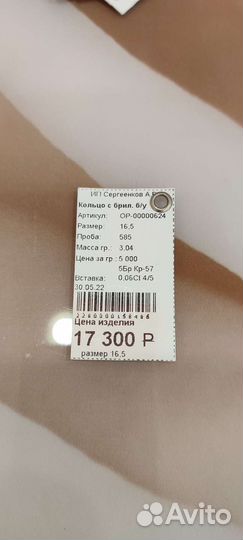 ИП Сергеенков А.
Кольцо с брил. б/у
Артикул: ОР-00000624
Размер 16,5
Проба: 585
Масса гр.: 3.04
Цена за гр.: 5 000
5Бр Кр-57
Вставка: 0,06Ct 4/5
30.05.22
Цена изделия
17 300 ₽
размер 16,5
Avito